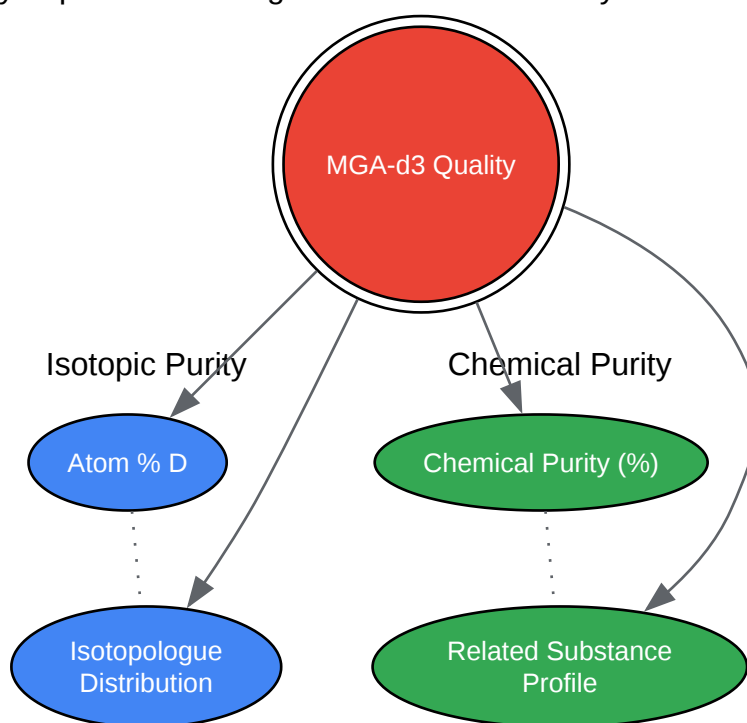 MGA-d3 Quality
Isotopic Purity
Chemical Purity
Atom % D
Chemical Purity (%)
Isotopologue
Distribution
Related Substance
Profile